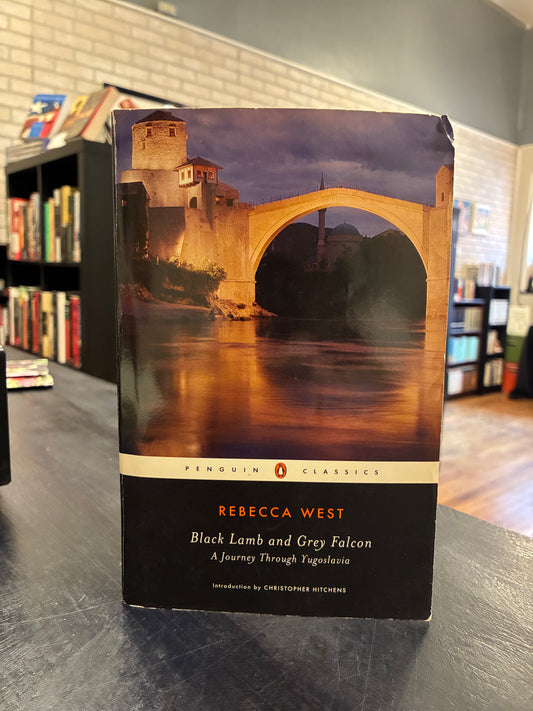 PENGUIN CLASSICS
REBECCA WEST
Black Lamb and Grey Falcon
A Journey Through Yugoslavia
Introduction by CHRISTOPHER HITCHENS